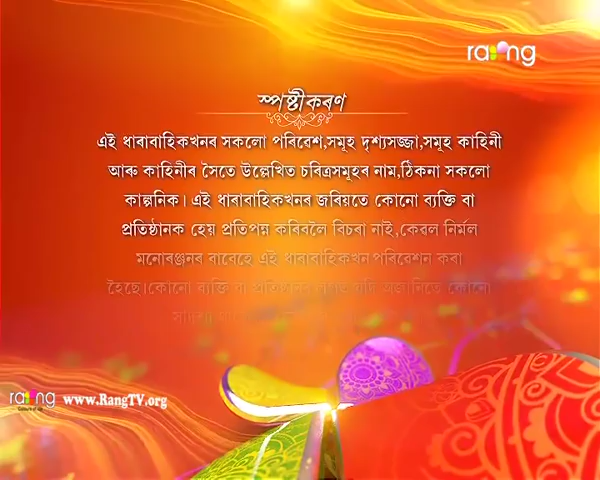 rang
স্পষ্টীকৰণ
এই ধাৰাবাহিকখনৰ সকলো পৰিৱেশ,সমূহ দৃশ্যসজ্জা,সমূহ কাহিনী
আৰু কাহিনীৰ সৈতে উল্লেখিত চৰিত্ৰসমূহৰ নাম,ঠিকনা সকলো
কাল্পনিক। এই ধাৰাবাহিকখনৰ জৰিয়তে কোনো ব্যক্তি বা
প্ৰতিষ্ঠানক হেয় প্ৰতিপন্ন কৰিবলৈ বিচৰা নাই,কেৱল নিৰ্মল
মনোৰঞ্জনৰ বাবেহে এই ধাৰাবাহিকখন পৰিৱেশন কৰা
হৈছে।কোনো ব্যক্তি বা কোনো
rang www.RangTV.org